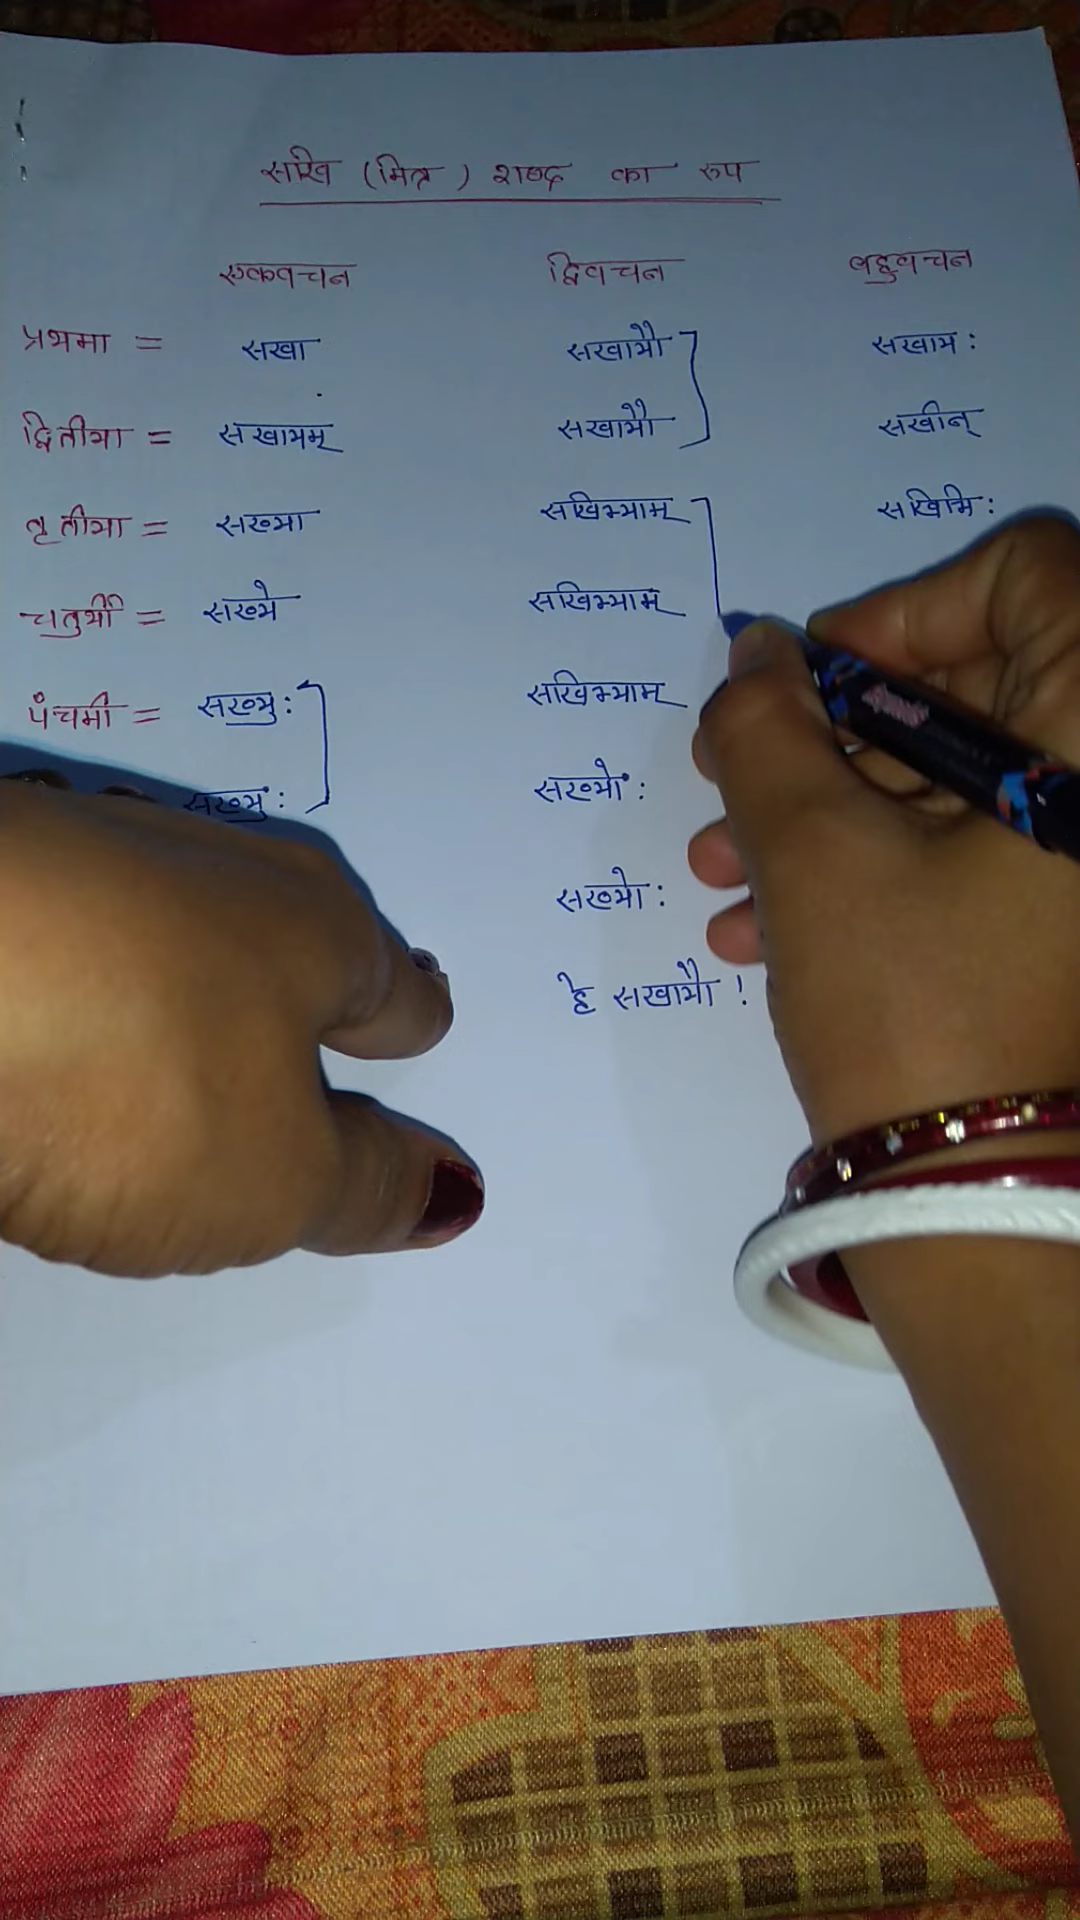 सखि (मित्र) शब्द का रुप
एकवचन द्विवचन बहुवचन
प्रथमा = सखा सखायौ सखाय:
द्वितीया = सखायम् सखायौ सखीन्
तृतीया = सख्या सखिभ्याम् सखिभि:
चतुर्थी = सख्ये सखिभ्याम्
पंचमी = सख्यु: सखिभ्याम्
सख्यु: सख्यो:
सख्यो:
हे सखायौ !